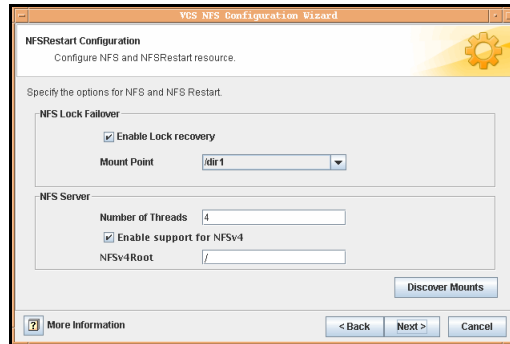 VCS NFS Configuration Wizard
NFSRestart Configuration
Configure NFS and NFSRestart resource.
Specify the options for NFS and NFS Restart.
NFS Lock Failover
Enable Lock recovery
Mount Point /dir1
NFS Server
Number of Threads 4
Enable support for NFSv4
NFSv4Root /
Discover Mounts
? More Information < Back Next > Cancel